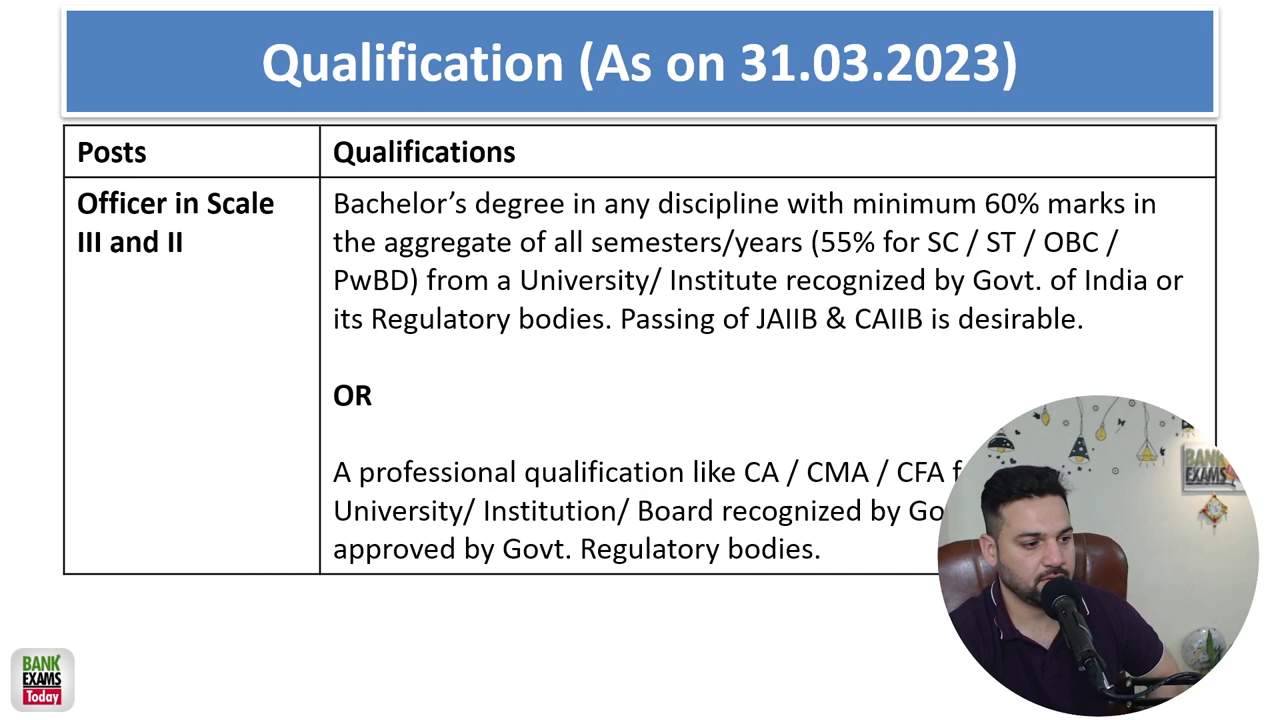 Qualification (As on 31.03.2023)
Posts
Qualifications
Officer in Scale
III and II
Bachelor’s degree in any discipline with minimum 60% marks in
the aggregate of all semesters/years (55% for SC / ST / OBC /
PwBD) from a University/ Institute recognized by Govt. of India or
its Regulatory bodies. Passing of JAIIB & CAIIB is desirable.
OR
A professional qualification like CA / CMA / CFA
University/ Institution/ Board recognized by
approved by Govt. Regulatory bodies.
BANK
EXAMS
BANK
EXAMS
Today